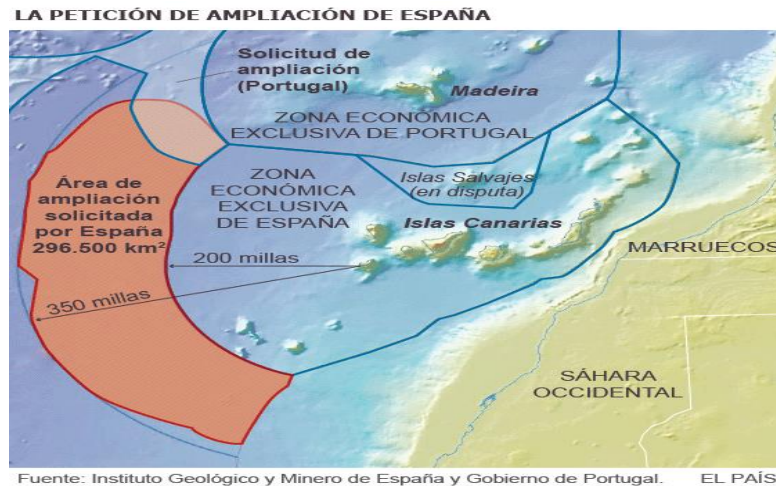 LA PETICIÓN DE AMPLIACIÓN DE ESPAÑA
Solicitud de
ampliación
(Portugal)
Madeira
ZONA ECONÓMICA
EXCLUSIVA DE PORTUGAL
ZONA
ECONÓMICA
EXCLUSIVA
DE ESPAÑA
Islas Salvajes
(en disputa)
Área de
ampliación
solicitada
por España
296.500 km²
Islas Canarias
MARRUECOS
200 millas
350 millas
SÁHARA
OCCIDENTAL
Fuente: Instituto Geológico y Minero de España y Gobierno de Portugal.
EL PAÍS